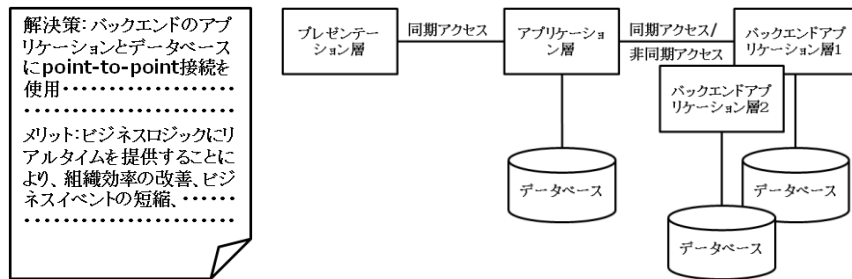 解決策：バックエンドのアプ
リケーションとデータベース
にpoint-to-point接続を
使用・・・・・・・・・・・・・・・・
・・・・・・・・・・・・・・・・・・・・
メリット：ビジネスロジックにリ
アルタイムを提供することに
より、組織効率の改善、ビジ
ネスイベントの短縮、・・・・・・
・・・・・・・・・・・・・・・・・・・・
プレゼンテー
ション層
同期アクセス
アプリケーショ
ン層
同期アクセス/
非同期アクセス
バックエンドアプ
リケーション層1
バックエンドアプ
リケーション層2
データベース
データベース
データベース